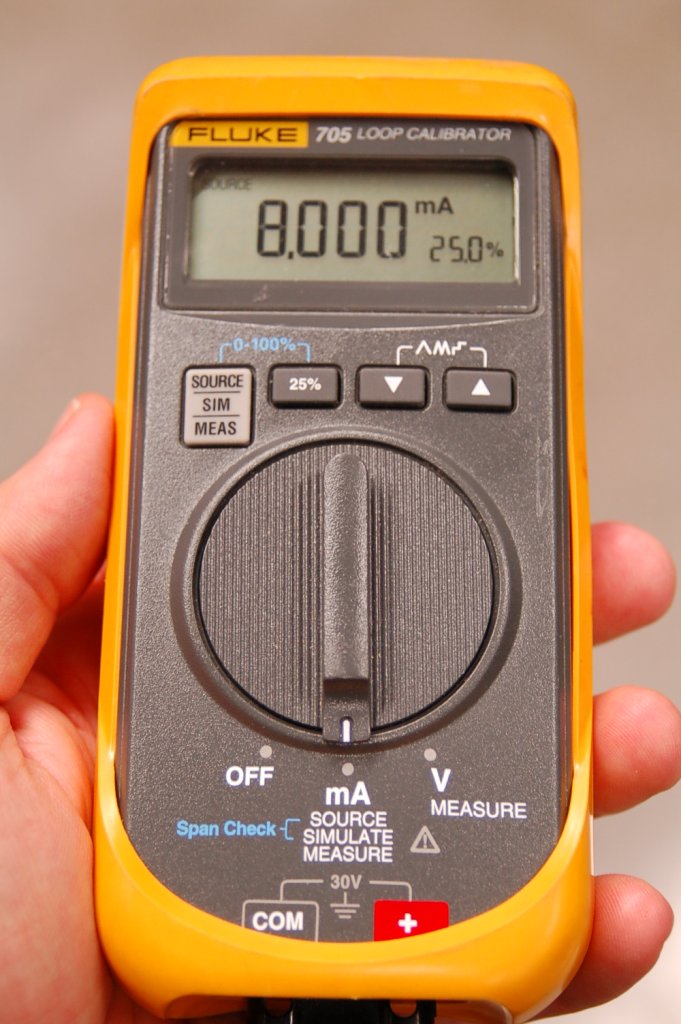 FLUKE 705 LOOP CALIBRATOR
SOURCE
8.000 mA
25.0%
0-100%
SOURCE
SIM
MEAS
25%
OFF
mA
V
MEASURE
Span Check
SOURCE
SIMULATE
MEASURE
30V
COM
+